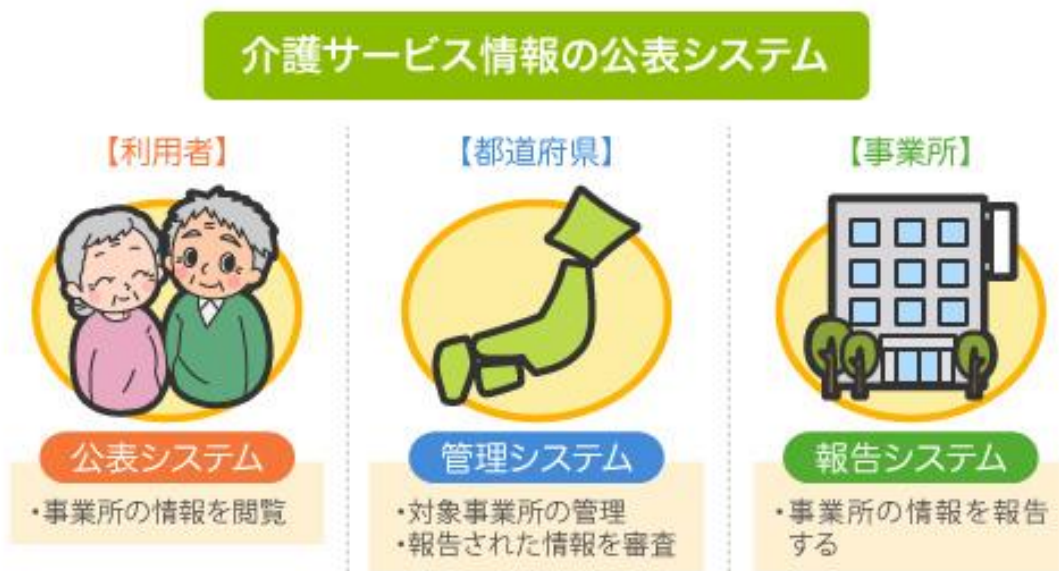 介護サービス情報の公表システム
【利用者】
公表システム
・事業所の情報を閲覧
【都道府県】
管理システム
・対象事業所の管理
・報告された情報を審査
【事業所】
報告システム
・事業所の情報を報告
する